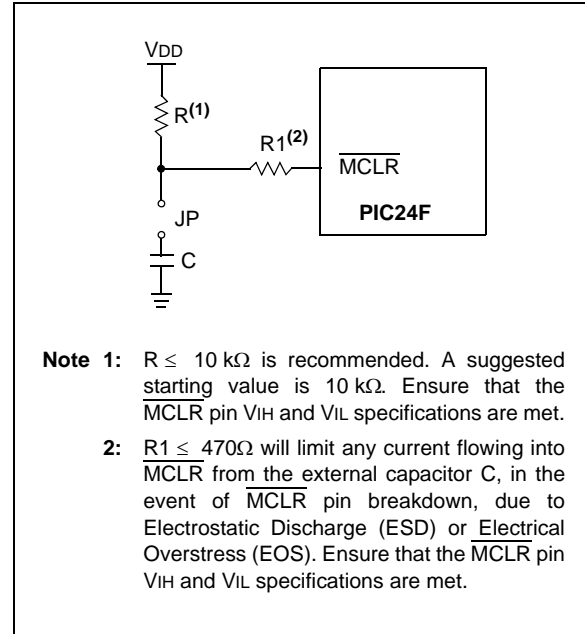 VDD
R(1)
R1(2)
MCLR
PIC24F
JP
C
Note 1: R ≤ 10 kΩ is recommended. A suggested
starting value is 10 kΩ. Ensure that the
MCLR pin VIH and VIL specifications are met.
2: R1 ≤ 470Ω will limit any current flowing into
MCLR from the external capacitor C, in the
event of MCLR pin breakdown, due to
Electrostatic Discharge (ESD) or Electrical
Overstress (EOS). Ensure that the MCLR pin
VIH and VIL specifications are met.